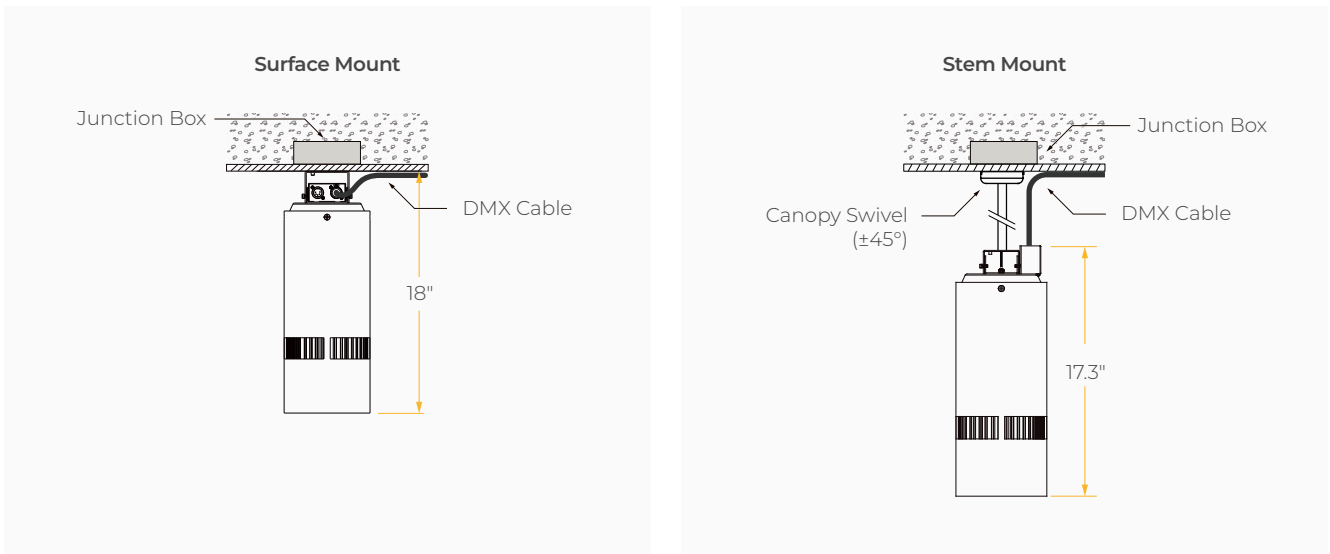 Surface Mount
Junction Box
DMX Cable
18"
Stem Mount
Junction Box
Canopy Swivel
(±45°)
DMX Cable
17.3"